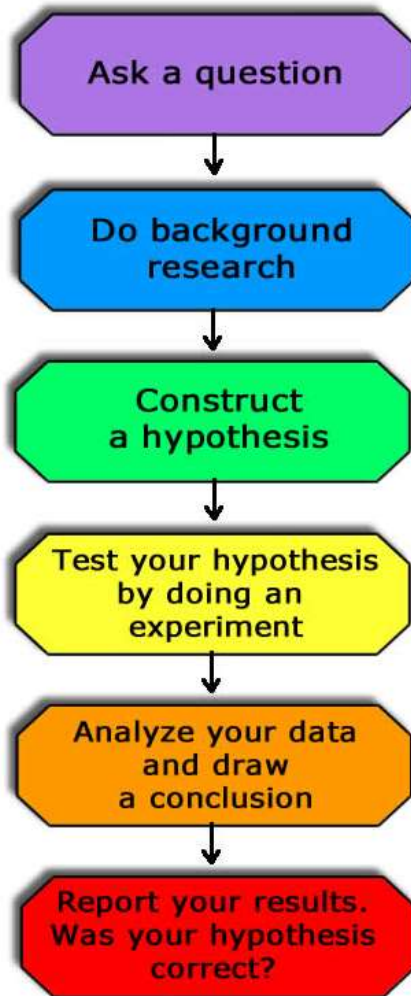 Ask a question
Do background
research
Construct
a hypothesis
Test your hypothesis
by doing an
experiment
Analyze your data
and draw
a conclusion
Report your results.
Was your hypothesis
correct?